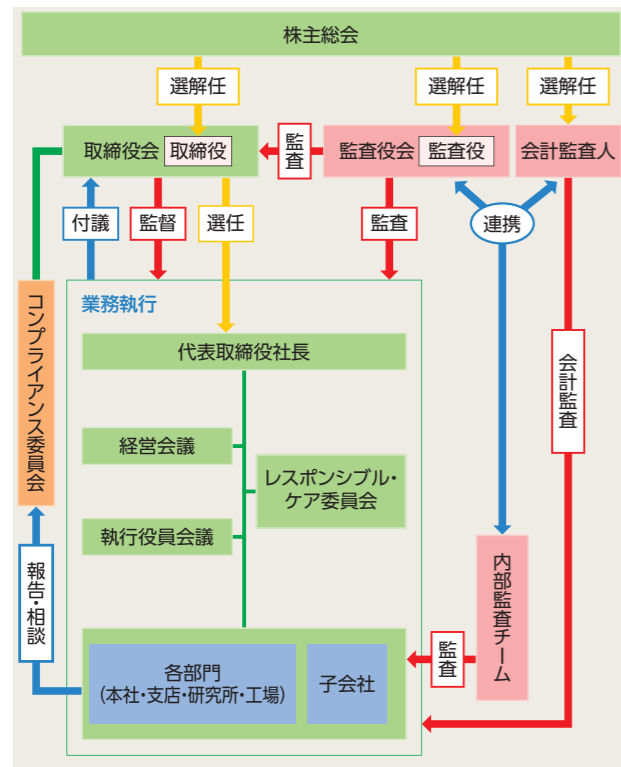 株主総会
選解任
選解任
選解任
取締役会 取締役
監査
監査役会 監査役
会計監査人
付議
監督
選任
監査
連携
業務執行
代表取締役社長
コンプライアンス委員会
会計監査
経営会議
レスポンシブル・
ケア委員会
執行役員会議
報告・相談
内部監査チーム
監査
各部門
(本社・支店・研究所・工場)
子会社